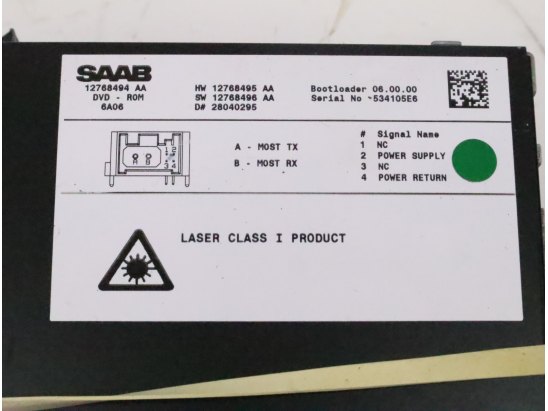 SAAB
12768494 AA
DVD - ROM
6A06
HW 12768495 AA
SW 12768496 AA
D# 28040295
Bootloader 06.00.00
Serial No ~534105E6
A - MOST TX
B - MOST RX
# Signal Name
1 NC
2 POWER SUPPLY
3 NC
4 POWER RETURN
LASER CLASS I PRODUCT